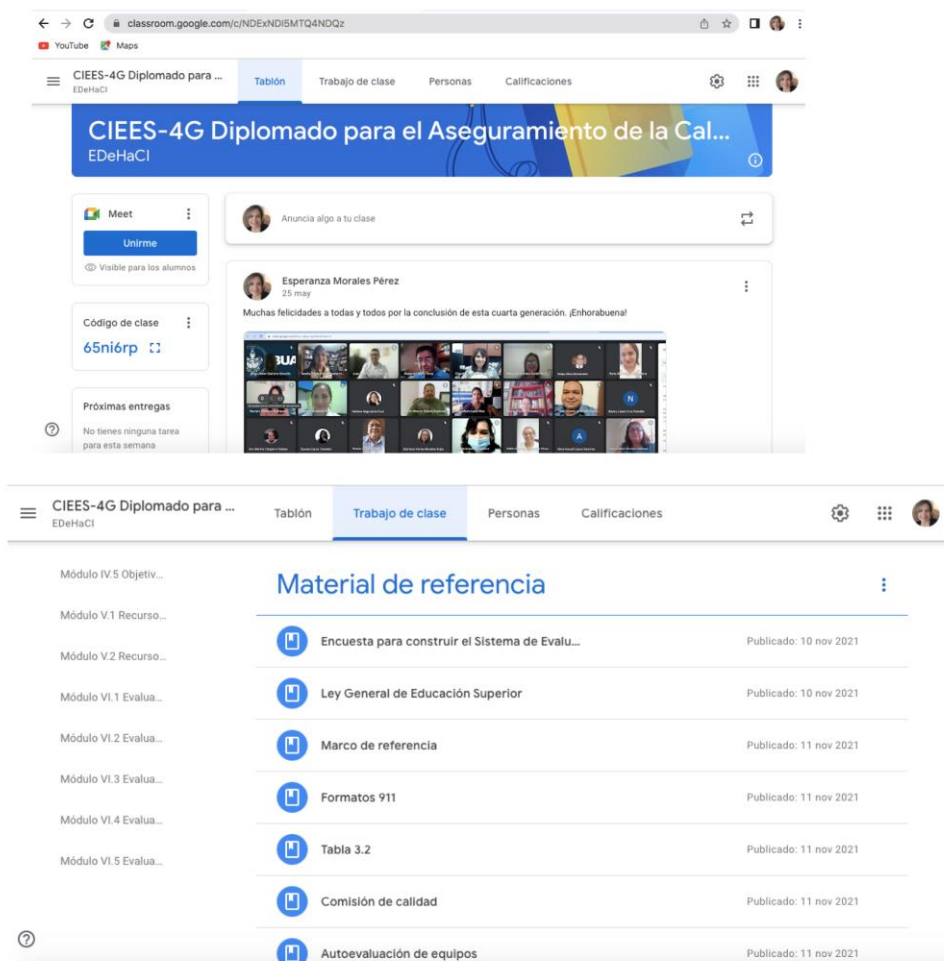 classroom.google.com/c/NDExNDI5MTQ4NDQz
YouTube Maps
CIEES-4G Diplomado para ...
EDeHaCI
Tablón Trabajo de clase Personas Calificaciones
CIEES-4G Diplomado para el Aseguramiento de la Cal...
EDeHaCI
Meet
Unirme
Visible para los alumnos
Anuncia algo a tu clase
Código de clase
65ni6rp
Esperanza Morales Pérez
25 may
Muchas felicidades a todas y todos por la conclusión de esta cuarta generación. ¡Enhorabuena!
BUA
N
A
Próximas entregas
No tienes ninguna tarea
para esta semana
CIEES-4G Diplomado para ...
EDeHaCI
Tablón Trabajo de clase Personas Calificaciones
Módulo IV.5 Objetiv...
Módulo V.1 Recurso...
Módulo V.2 Recurso...
Módulo VI.1 Evalua...
Módulo VI.2 Evalua...
Módulo VI.3 Evalua...
Módulo VI.4 Evalua...
Módulo VI.5 Evalua...
Material de referencia
Encuesta para construir el Sistema de Evalu... Publicado: 10 nov 2021
Ley General de Educación Superior Publicado: 10 nov 2021
Marco de referencia Publicado: 11 nov 2021
Formatos 911 Publicado: 11 nov 2021
Tabla 3.2 Publicado: 11 nov 2021
Comisión de calidad Publicado: 11 nov 2021
Autoevaluación de equipos Publicado: 11 nov 2021